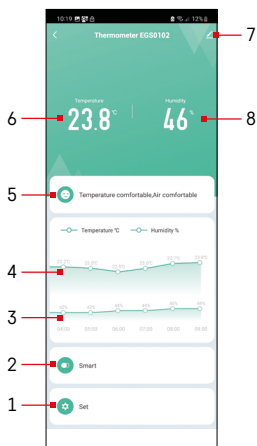 10:19 12%
Thermometer EGS0102
7
Temperature Humidity
6 23.8 °C 46 % 8
5 Temperature comfortable,Air comfortable
Temperature °C Humidity %
4
3
04:00 05:00 06:00 07:00 08:00 09:00
2 Smart
1 Set